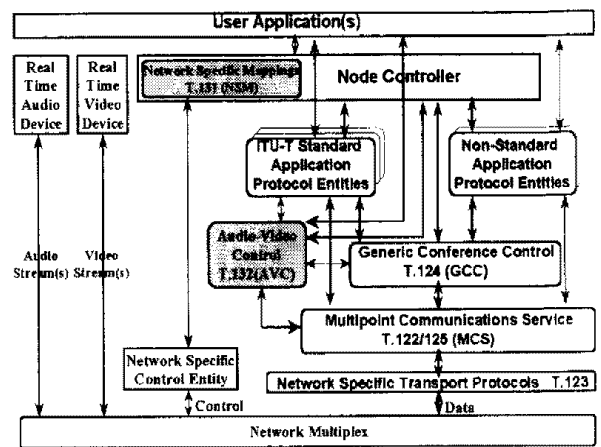 User Application(s)
Real
Time
Audio
Device
Real
Time
Video
Device
Network Specific Mappings
T.131 (NSM)
Node Controller
ITU-T Standard
Application
Protocol Entities
Non-Standard
Application
Protocol Entities
Audio-Video
Control
T.132(AVC)
Generic Conference Control
T.124 (GCC)
Audio
Stream(s)
Video
Stream(s)
Multipoint Communications Service
T.122/125 (MCS)
Network Specific
Control Entity
Network Specific Transport Protocols T.123
Control
Data
Network Multiplex